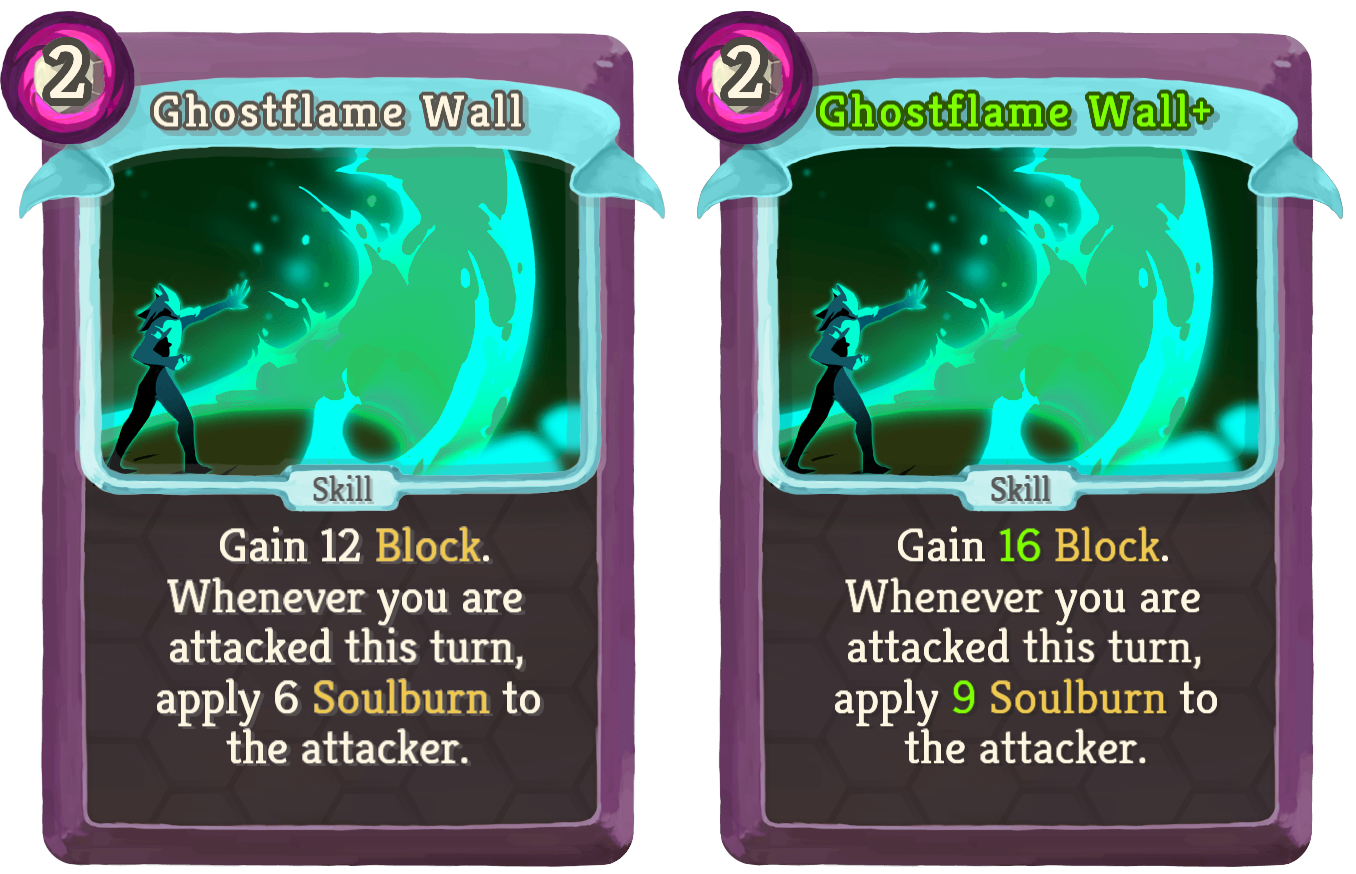 2
Ghostflame Wall
Skill
Gain 12 Block.
Whenever you are
attacked this turn,
apply 6 Soulburn to
the attacker.
2
Ghostflame Wall+
Skill
Gain 16 Block.
Whenever you are
attacked this turn,
apply 9 Soulburn to
the attacker.